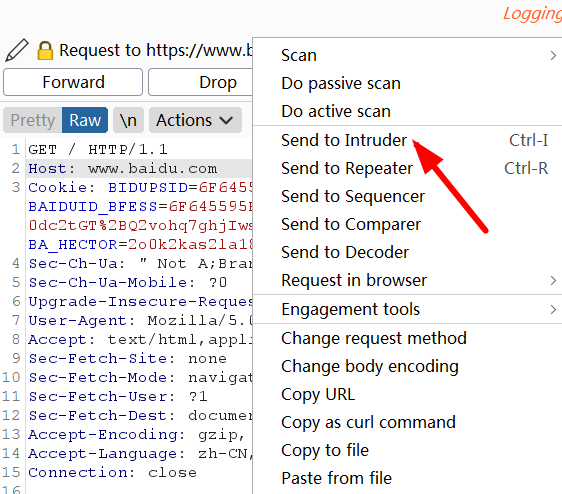 Logging
Request to https://www.b
Forward
Drop
Pretty Raw \n Actions
1 GET / HTTP/1.1
2 Host: www.baidu.com
3 Cookie: BIDUPSID=6F6455
BAIDUID_BFESS=6F645595
0dc2tGT%2BQ2vohq7ghjIws
BA_HECTOR=2o0k2kas2la18
4 Sec-Ch-Ua: " Not A;Bran
5 Sec-Ch-Ua-Mobile: ?0
6 Upgrade-Insecure-Reques
7 User-Agent: Mozilla/5.0
8 Accept: text/html,appli
9 Sec-Fetch-Site: none
10 Sec-Fetch-Mode: navigat
11 Sec-Fetch-User: ?1
12 Sec-Fetch-Dest: documen
13 Accept-Encoding: gzip,
14 Accept-Language: zh-CN,
15 Connection: close
16
Scan
Do passive scan
Do active scan
Send to Intruder Ctrl-I
Send to Repeater Ctrl-R
Send to Sequencer
Send to Comparer
Send to Decoder
Request in browser
Engagement tools
Change request method
Change body encoding
Copy URL
Copy as curl command
Copy to file
Paste from file